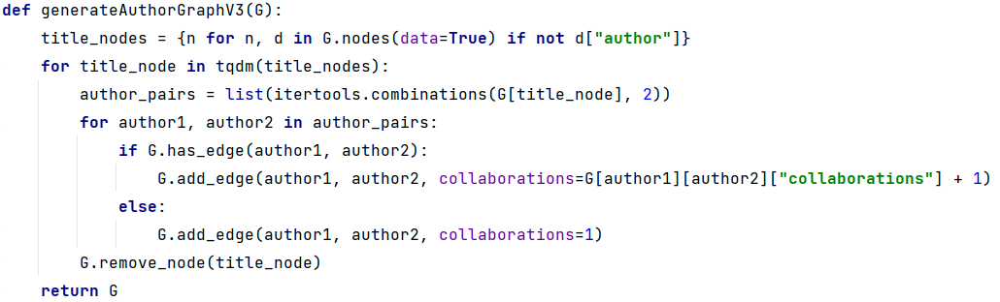 def generateAuthorGraphV3(G):
    title_nodes = {n for n, d in G.nodes(data=True) if not d["author"]}
    for title_node in tqdm(title_nodes):
        author_pairs = list(itertools.combinations(G[title_node], 2))
        for author1, author2 in author_pairs:
            if G.has_edge(author1, author2):
                G.add_edge(author1, author2, collaborations=G[author1][author2]["collaborations"] + 1)
            else:
                G.add_edge(author1, author2, collaborations=1)
        G.remove_node(title_node)
    return G